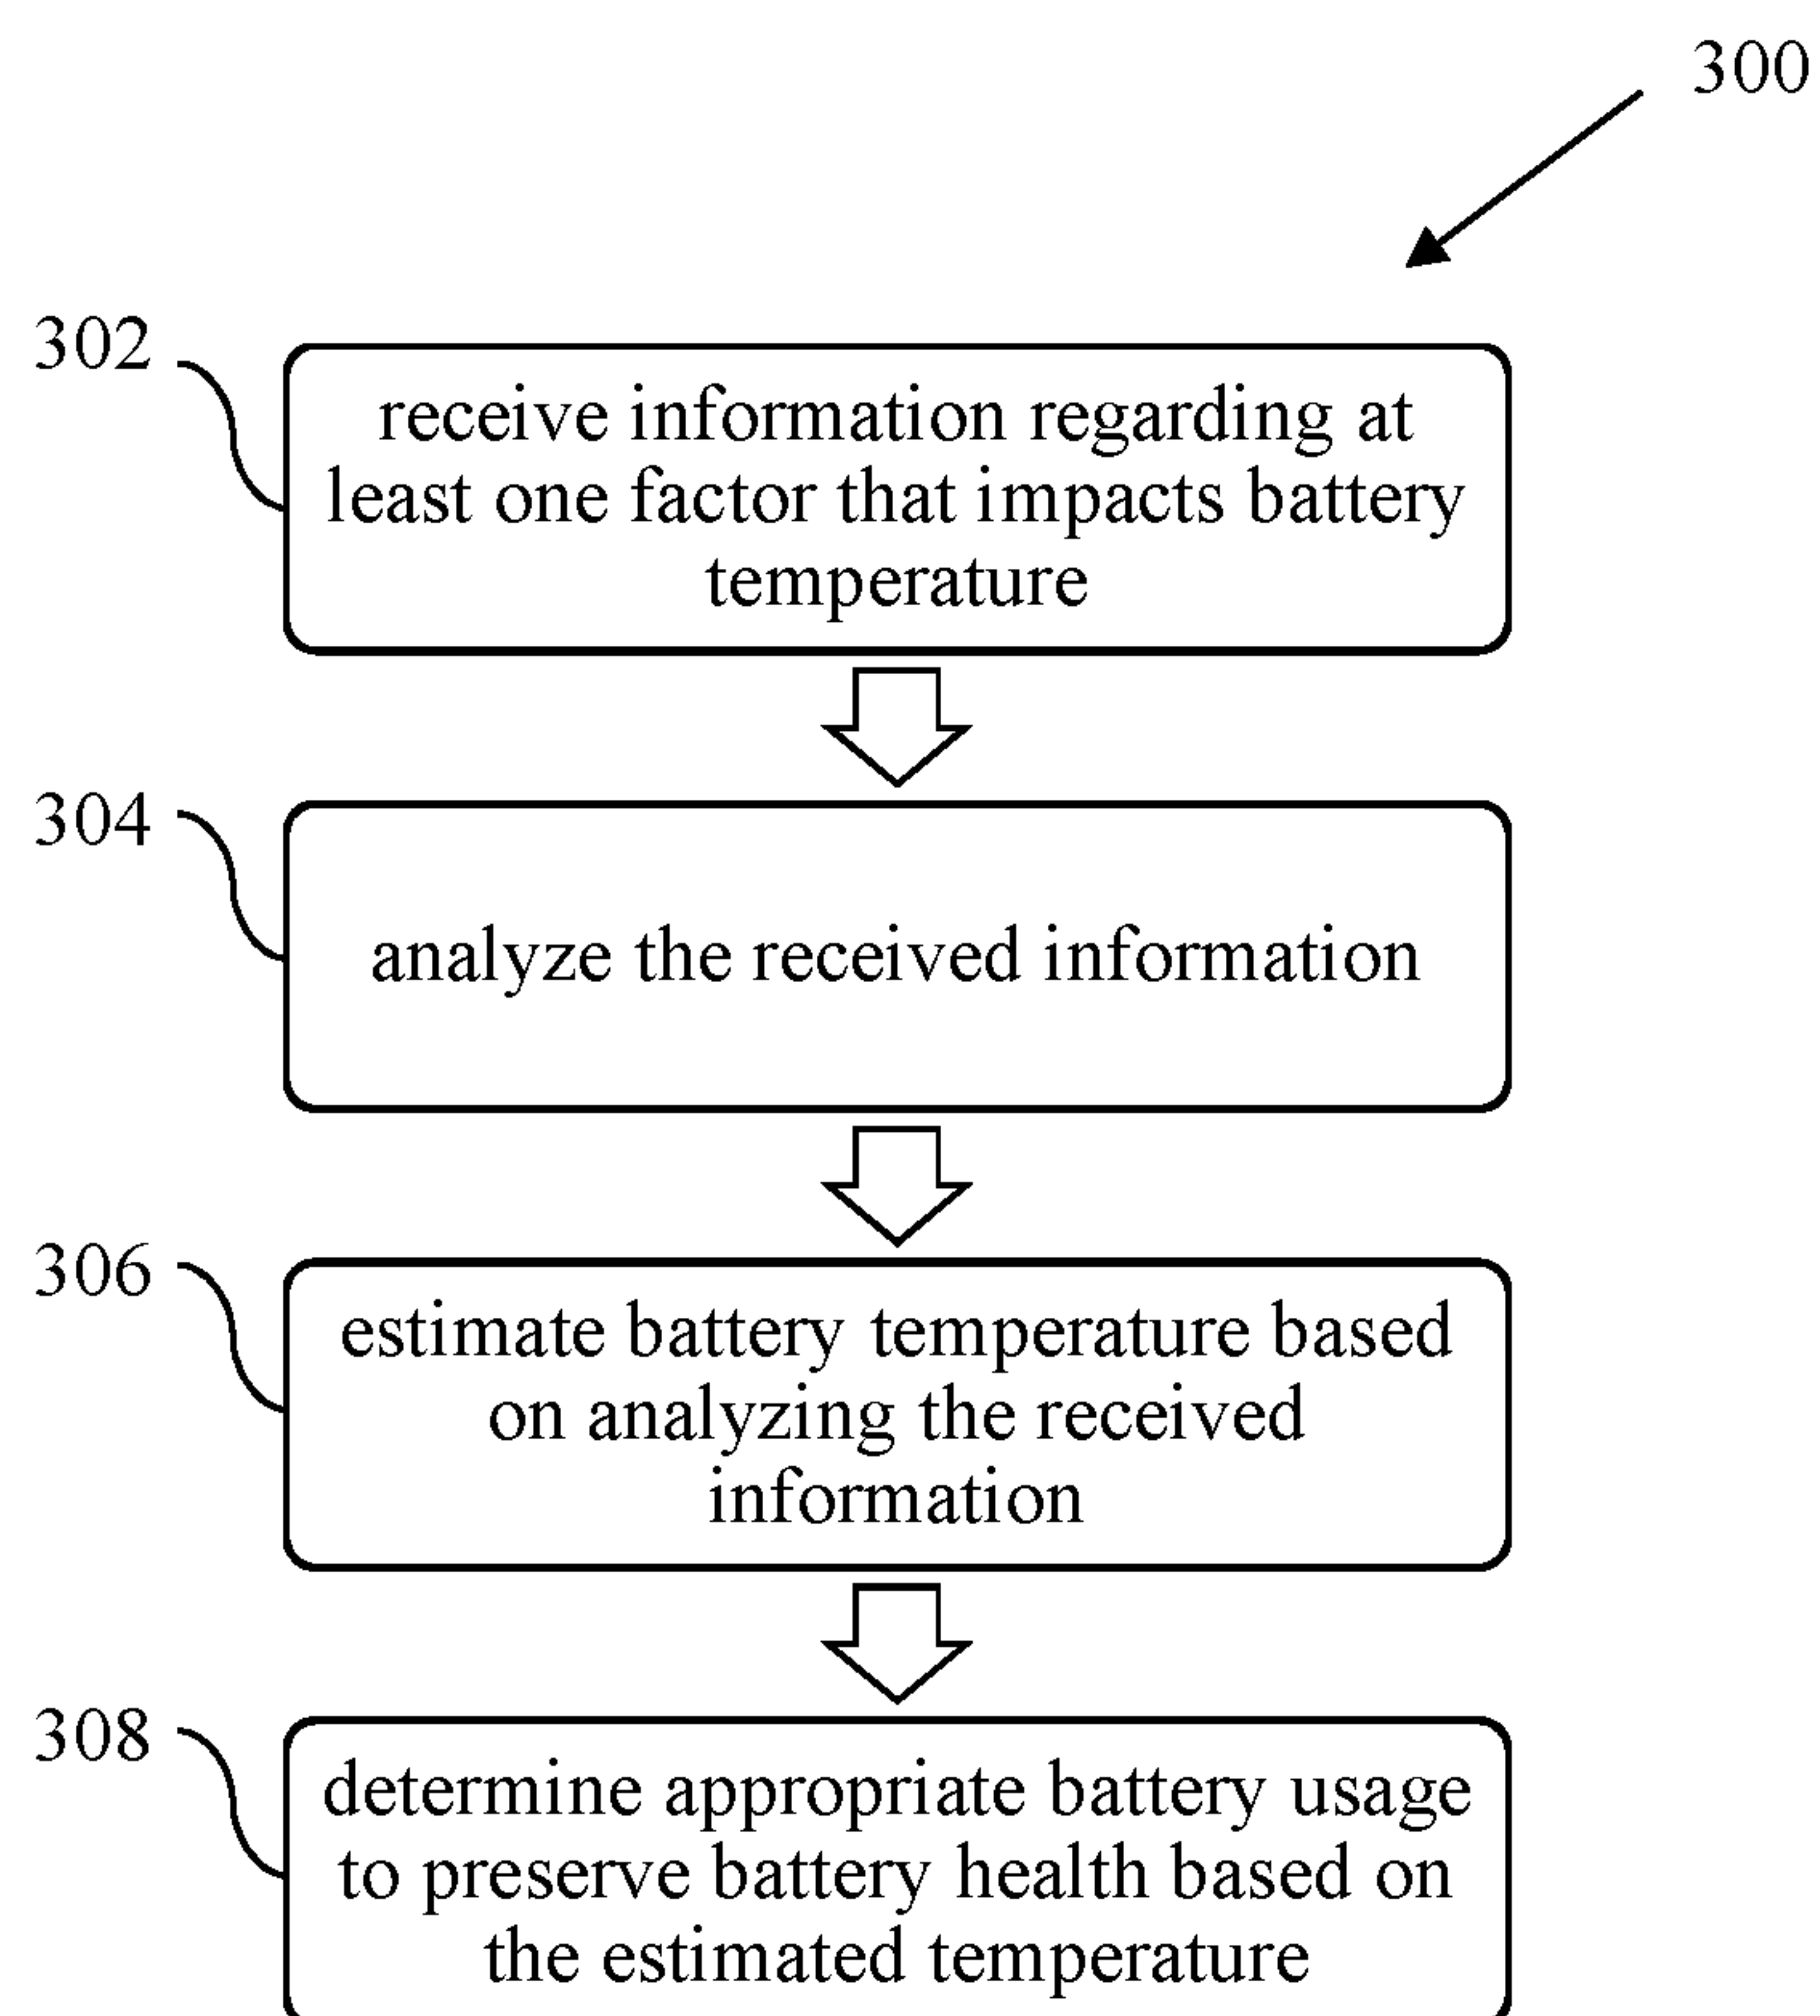 300
302
receive information regarding at
least one factor that impacts battery
temperature
304
analyze the received information
306
estimate battery temperature based
on analyzing the received
information
308
determine appropriate battery usage
to preserve battery health based on
the estimated temperature